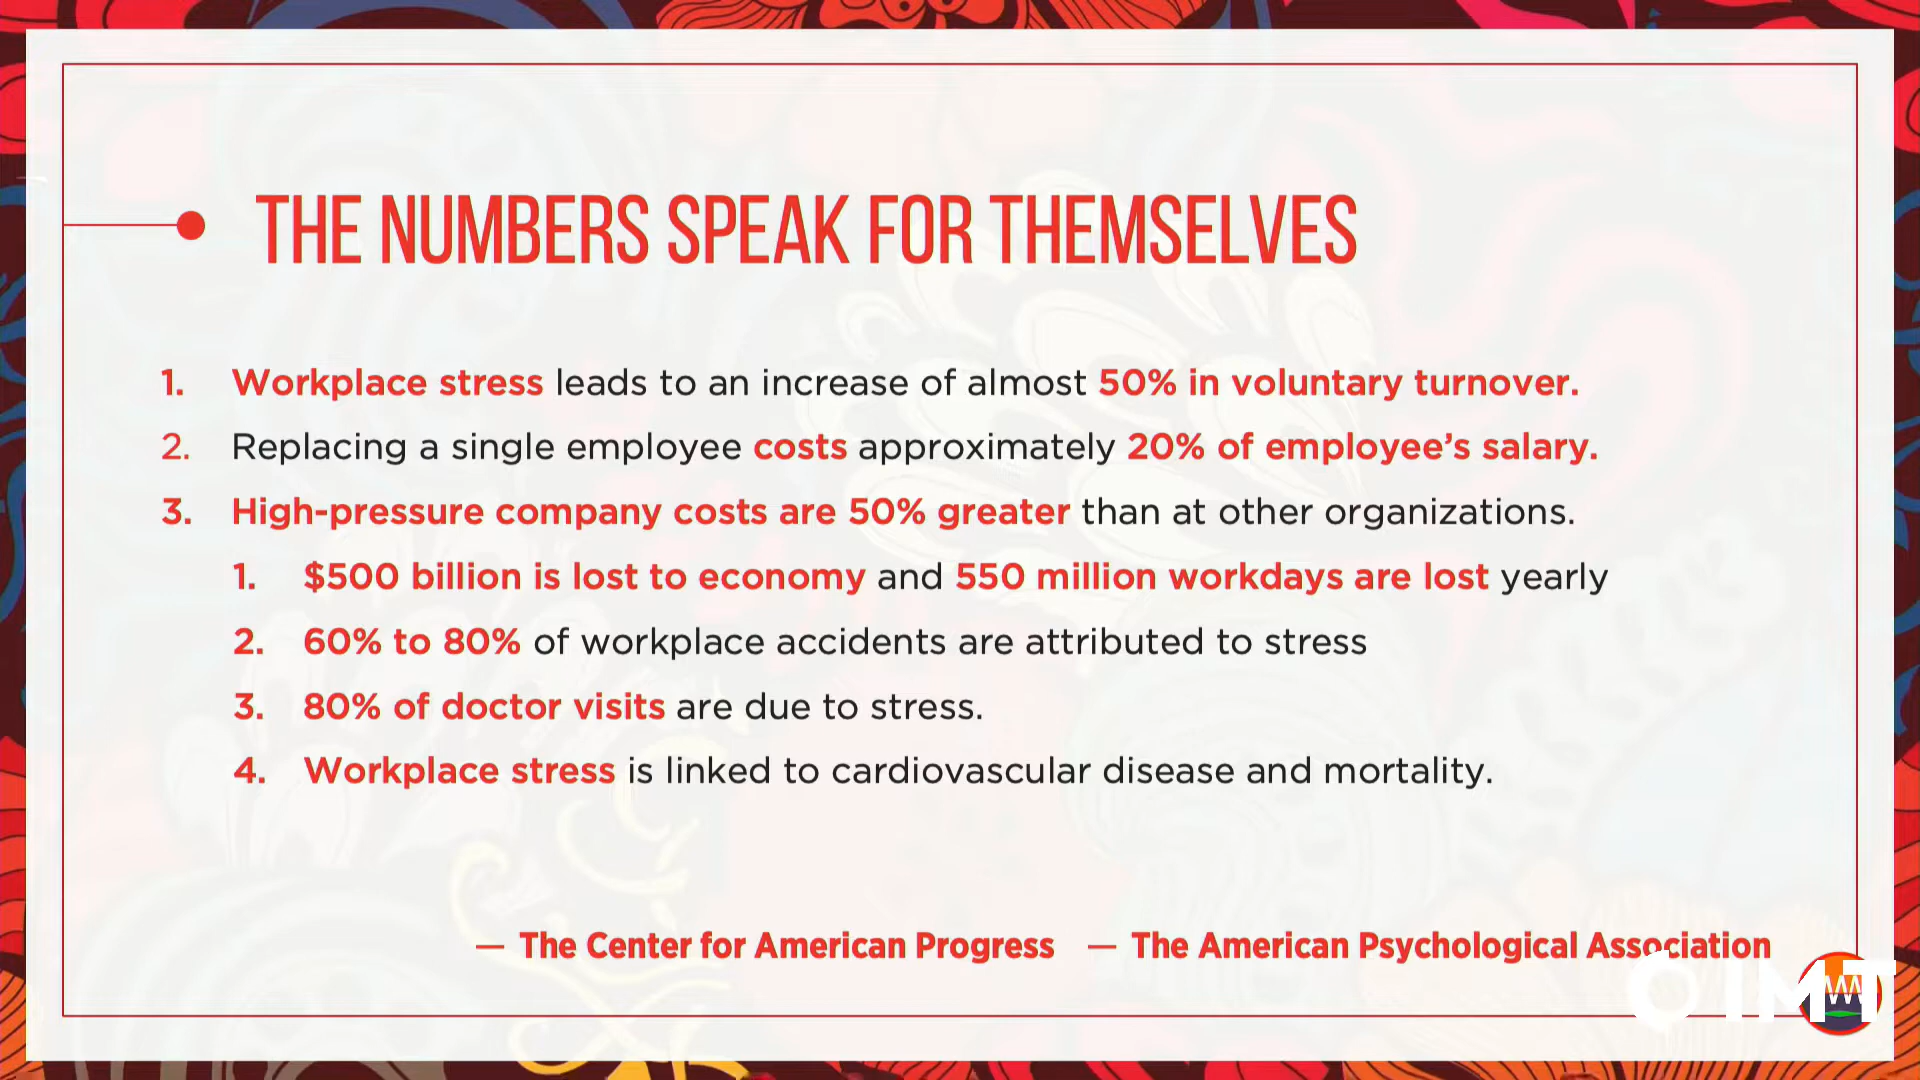 THE NUMBERS SPEAK FOR THEMSELVES
1. Workplace stress leads to an increase of almost 50% in voluntary turnover.
2. Replacing a single employee costs approximately 20% of employee’s salary.
3. High-pressure company costs are 50% greater than at other organizations.
1. $500 billion is lost to economy and 550 million workdays are lost yearly
2. 60% to 80% of workplace accidents are attributed to stress
3. 80% of doctor visits are due to stress.
4. Workplace stress is linked to cardiovascular disease and mortality.
— The Center for American Progress — The American Psychological Association
IMT